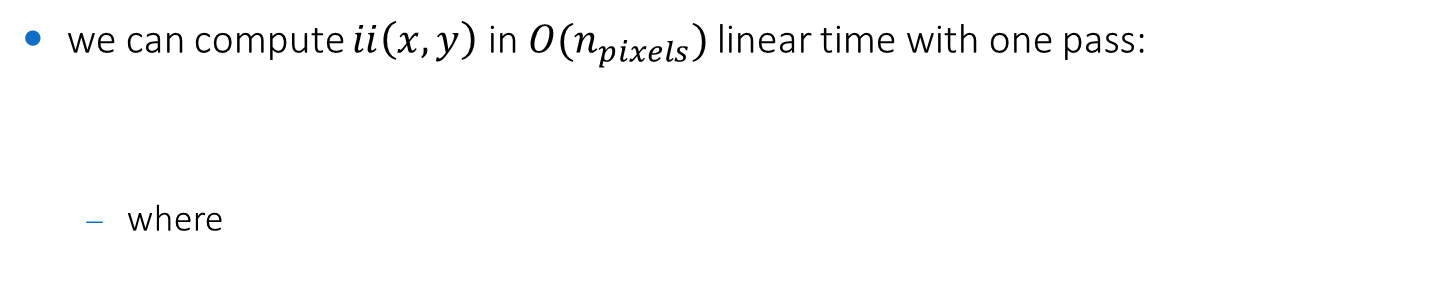 • we can compute ii(x, y) in O(n_pixels) linear time with one pass:
– where